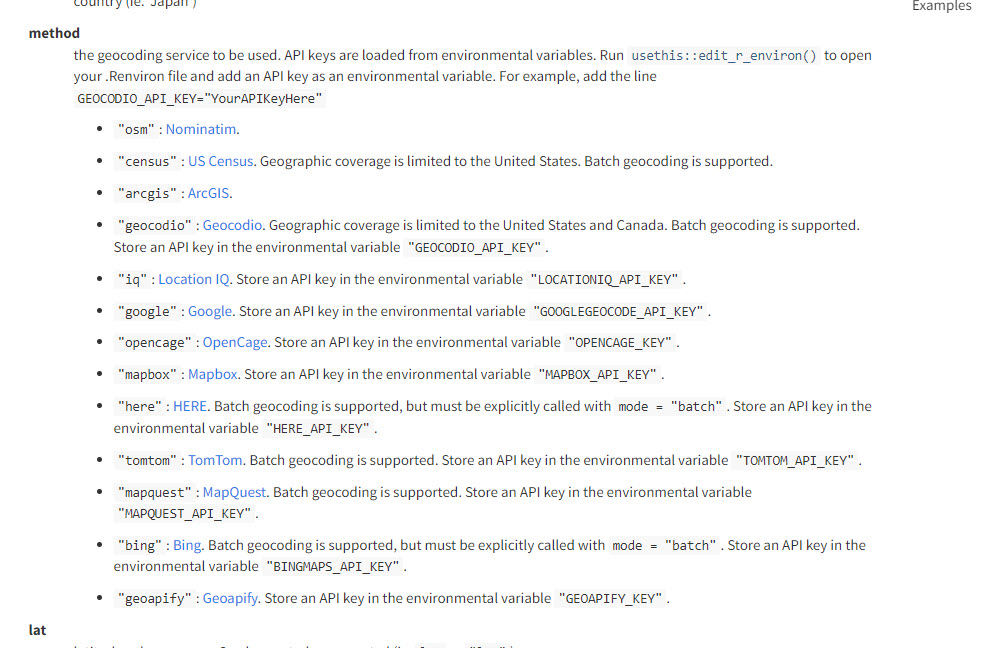 country (ie. "Japan")
Examples
method
the geocoding service to be used. API keys are loaded from environmental variables. Run usethis::edit_r_environ() to open
your .Renviron file and add an API key as an environmental variable. For example, add the line
GEOCODIO_API_KEY="YourAPIKeyHere"
• "osm" : Nominatim.
• "census" : US Census. Geographic coverage is limited to the United States. Batch geocoding is supported.
• "arcgis" : ArcGIS.
• "geocodio" : Geocodio. Geographic coverage is limited to the United States and Canada. Batch geocoding is supported.
Store an API key in the environmental variable "GEOCODIO_API_KEY" .
• "iq" : Location IQ. Store an API key in the environmental variable "LOCATIONIQ_API_KEY" .
• "google" : Google. Store an API key in the environmental variable "GOOGLEGEOCODE_API_KEY" .
• "opencage" : OpenCage. Store an API key in the environmental variable "OPENCAGE_KEY" .
• "mapbox" : Mapbox. Store an API key in the environmental variable "MAPBOX_API_KEY" .
• "here" : HERE. Batch geocoding is supported, but must be explicitly called with mode = "batch" . Store an API key in the
environmental variable "HERE_API_KEY" .
• "tomtom" : TomTom. Batch geocoding is supported. Store an API key in the environmental variable "TOMTOM_API_KEY" .
• "mapquest" : MapQuest. Batch geocoding is supported. Store an API key in the environmental variable
"MAPQUEST_API_KEY" .
• "bing" : Bing. Batch geocoding is supported, but must be explicitly called with mode = "batch" . Store an API key in the
environmental variable "BINGMAPS_API_KEY" .
• "geoapify" : Geoapify. Store an API key in the environmental variable "GEOAPIFY_KEY" .
lat